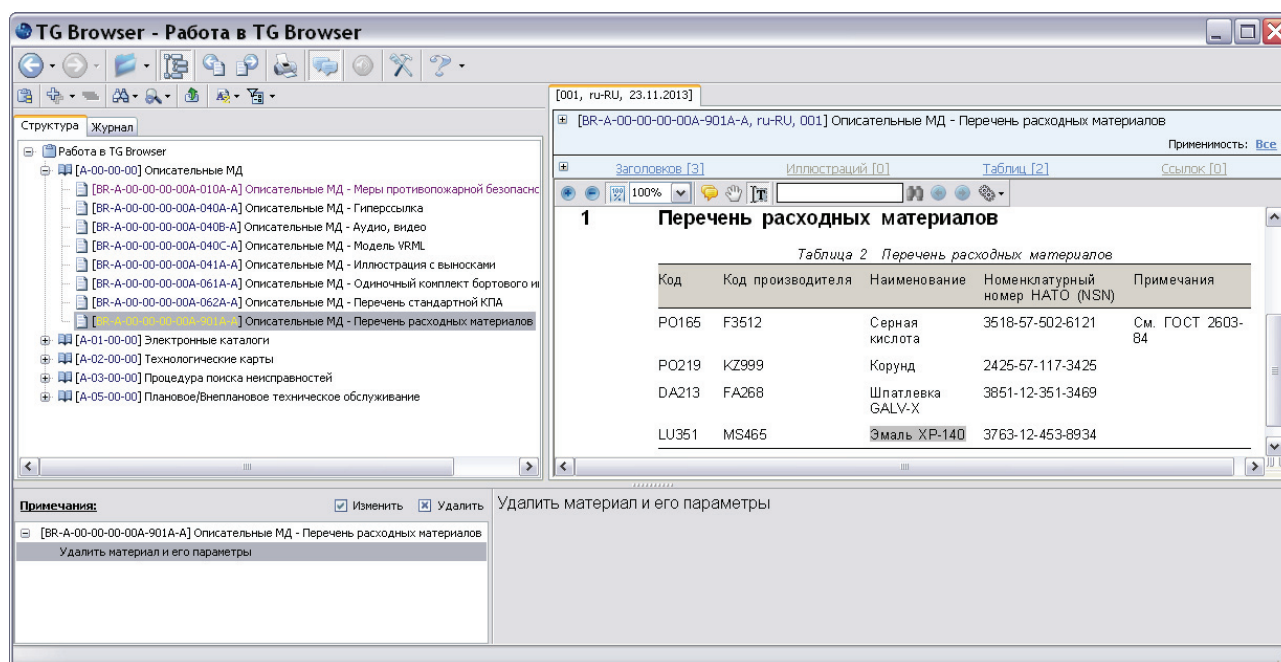 TG Browser - Работа в TG Browser
[001, ru-RU, 23.11.2013]
Структура Журнал
Работа в TG Browser
[A-00-00-00] Описательные МД
[BR-A-00-00-00-00A-010A-A] Описательные МД - Меры противопожарной безопаснс
[BR-A-00-00-00-00A-040A-A] Описательные МД - Гиперссылка
[BR-A-00-00-00-00A-040B-A] Описательные МД - Аудио, видео
[BR-A-00-00-00-00A-040C-A] Описательные МД - Модель VRML
[BR-A-00-00-00-00A-041A-A] Описательные МД - Иллюстрация с выносками
[BR-A-00-00-00-00A-061A-A] Описательные МД - Одиночный комплект бортового и
[BR-A-00-00-00-00A-062A-A] Описательные МД - Перечень стандартной КПА
[BR-A-00-00-00-00A-901A-A] Описательные МД - Перечень расходных материалов
[A-01-00-00] Электронные каталоги
[A-02-00-00] Технологические карты
[A-03-00-00] Процедура поиска неисправностей
[A-05-00-00] Плановое/Внеплановое техническое обслуживание
[BR-A-00-00-00-00A-901A-A, ru-RU, 001] Описательные МД - Перечень расходных материалов
Применимость: Все
Заголовков [3] Иллюстраций [0] Таблиц [2] Ссылок [0]
100%
1 Перечень расходных материалов
Таблица 2 Перечень расходных материалов
Код Код производителя Наименование Номенклатурный номер НАТО (NSN) Примечания
PO165 F3512 Серная кислота 3518-57-502-6121 См. ГОСТ 2603-84
PO219 KZ999 Корунд 2425-57-117-3425
DA213 FA268 Шпатлевка GALV-X 3851-12-351-3469
LU351 MS465 Эмаль ХР-140 3763-12-453-8934
Примечания: Изменить Удалить
[BR-A-00-00-00-00A-901A-A] Описательные МД - Перечень расходных материалов
Удалить материал и его параметры
Удалить материал и его параметры